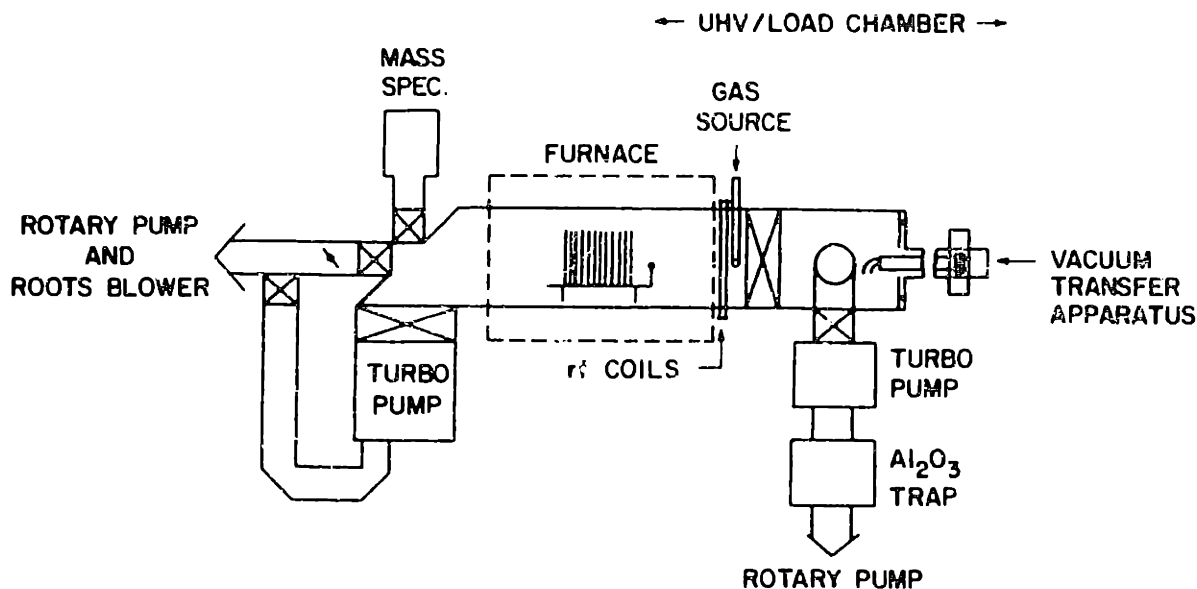 ← UHV/LOAD CHAMBER →
MASS
SPEC.
GAS
SOURCE
FURNACE
ROTARY PUMP
AND
ROOTS BLOWER
VACUUM
TRANSFER
APPARATUS
rf COILS
TURBO
PUMP
TURBO
PUMP
Al₂O₃
TRAP
ROTARY PUMP